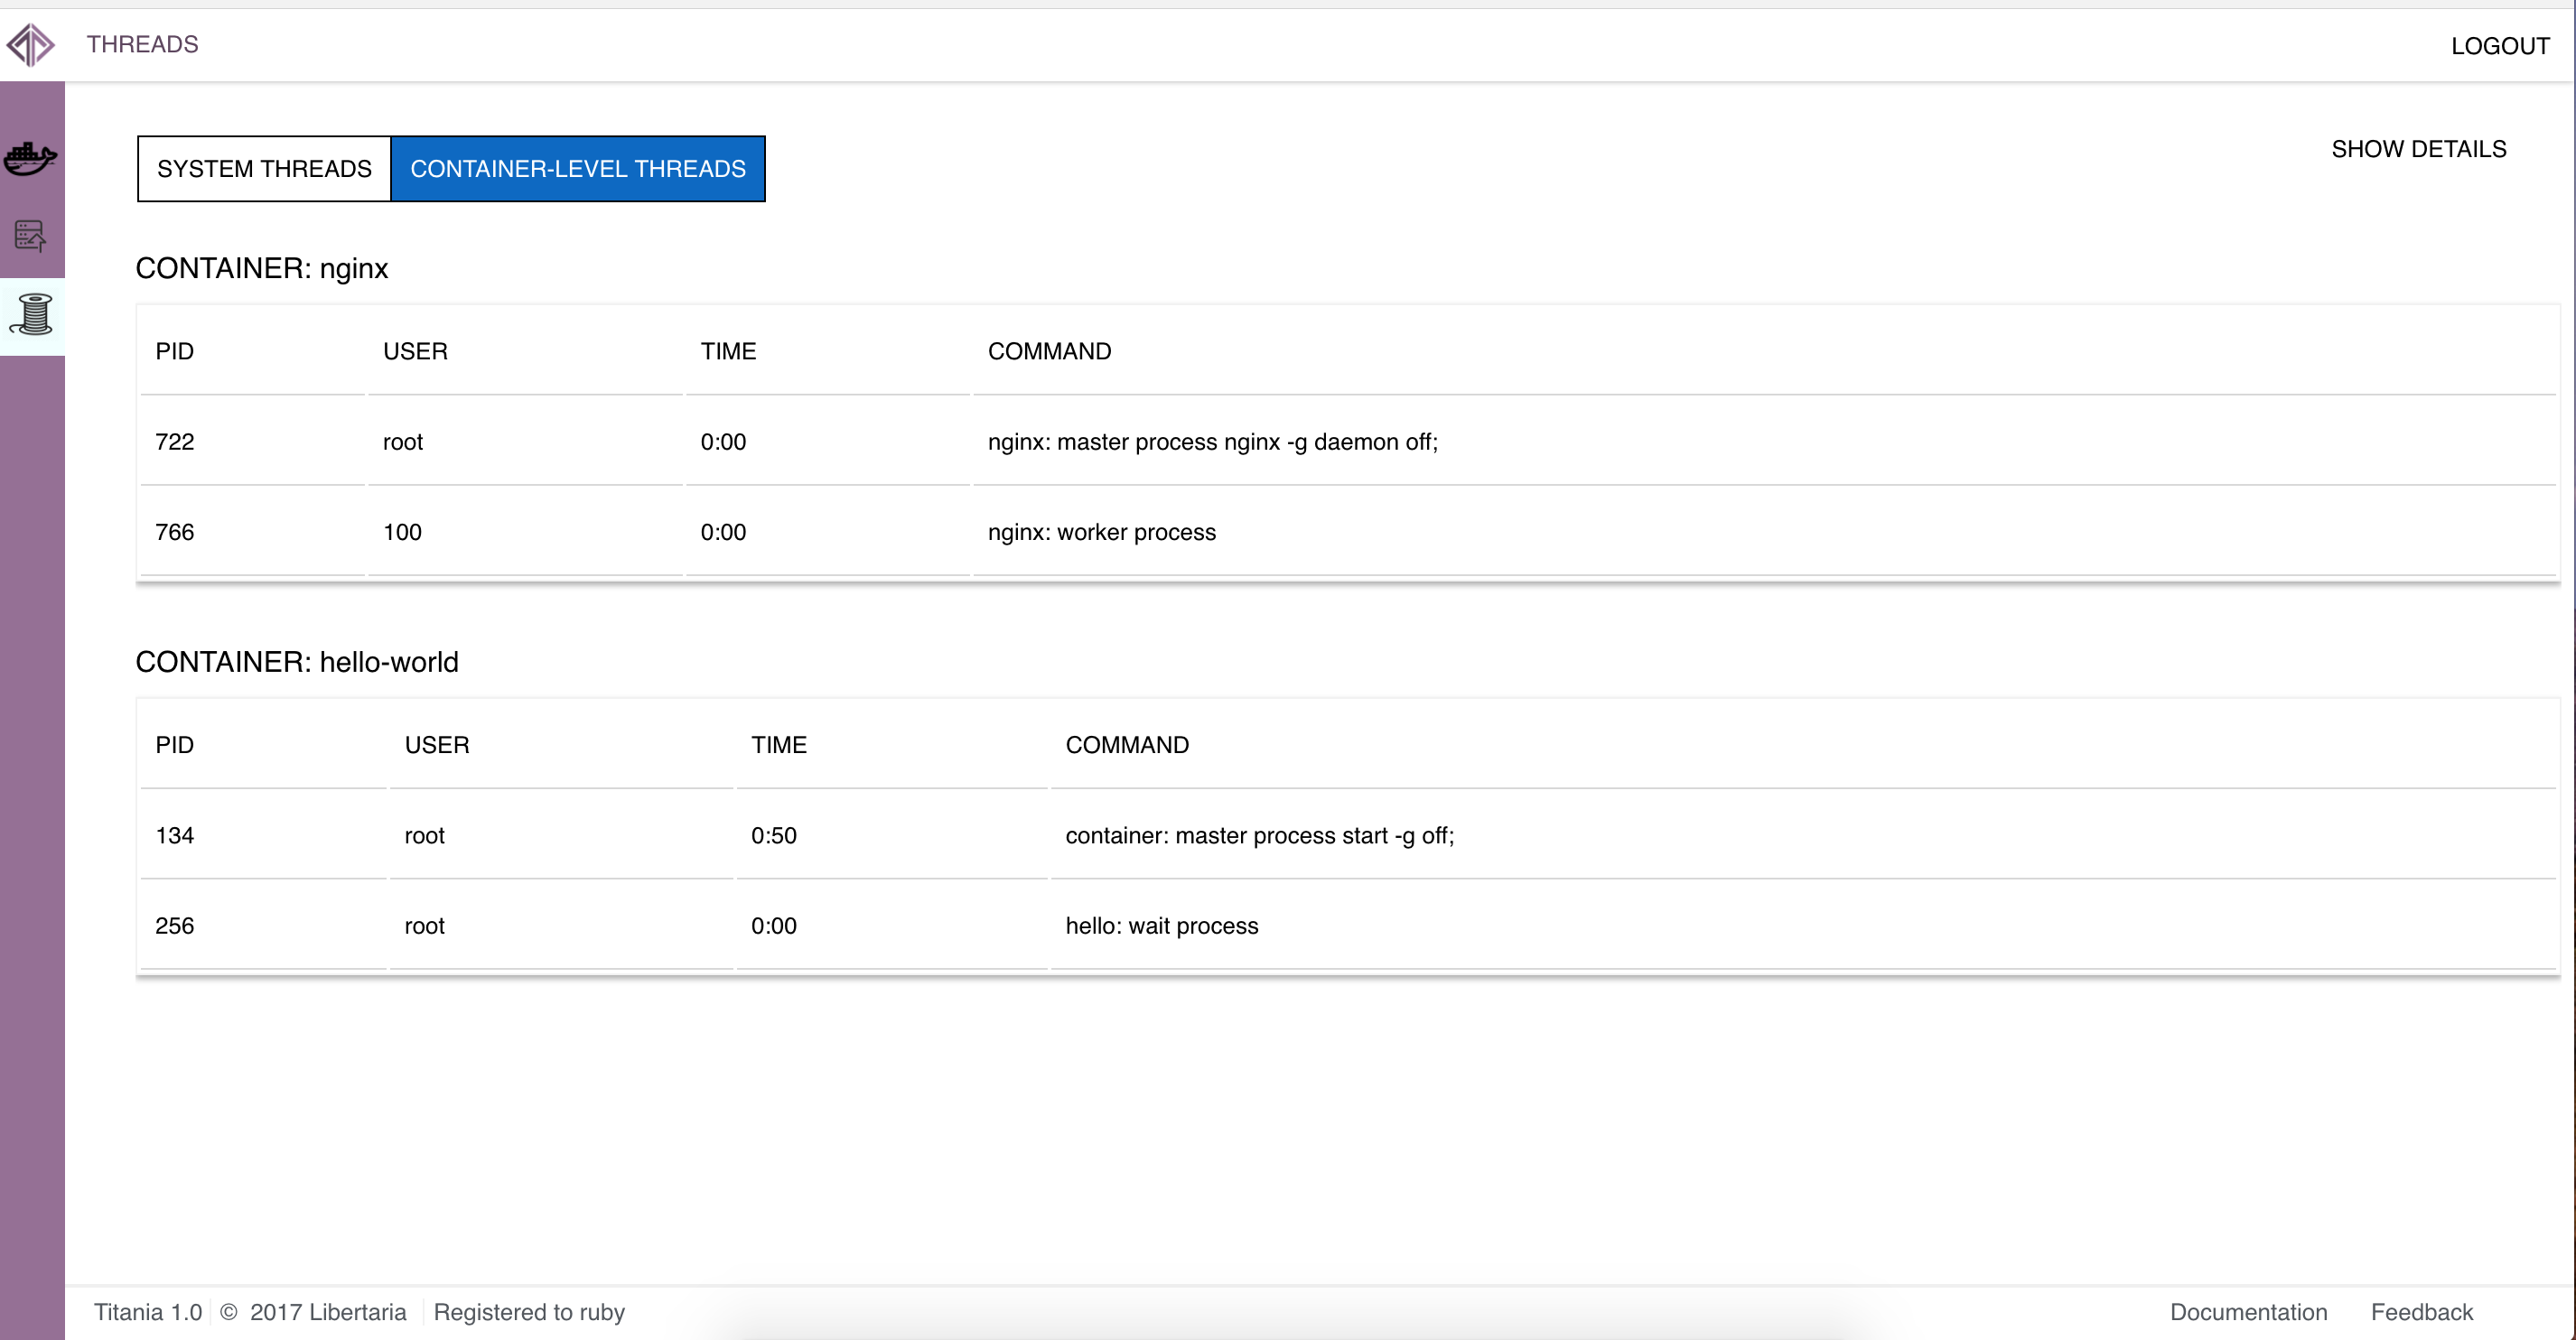 THREADS LOGOUT
SYSTEM THREADS CONTAINER-LEVEL THREADS SHOW DETAILS
CONTAINER: nginx
PID USER TIME COMMAND
722 root 0:00 nginx: master process nginx -g daemon off;
766 100 0:00 nginx: worker process
CONTAINER: hello-world
PID USER TIME COMMAND
134 root 0:50 container: master process start -g off;
256 root 0:00 hello: wait process
Titania 1.0 © 2017 Libertaria Registered to ruby Documentation Feedback